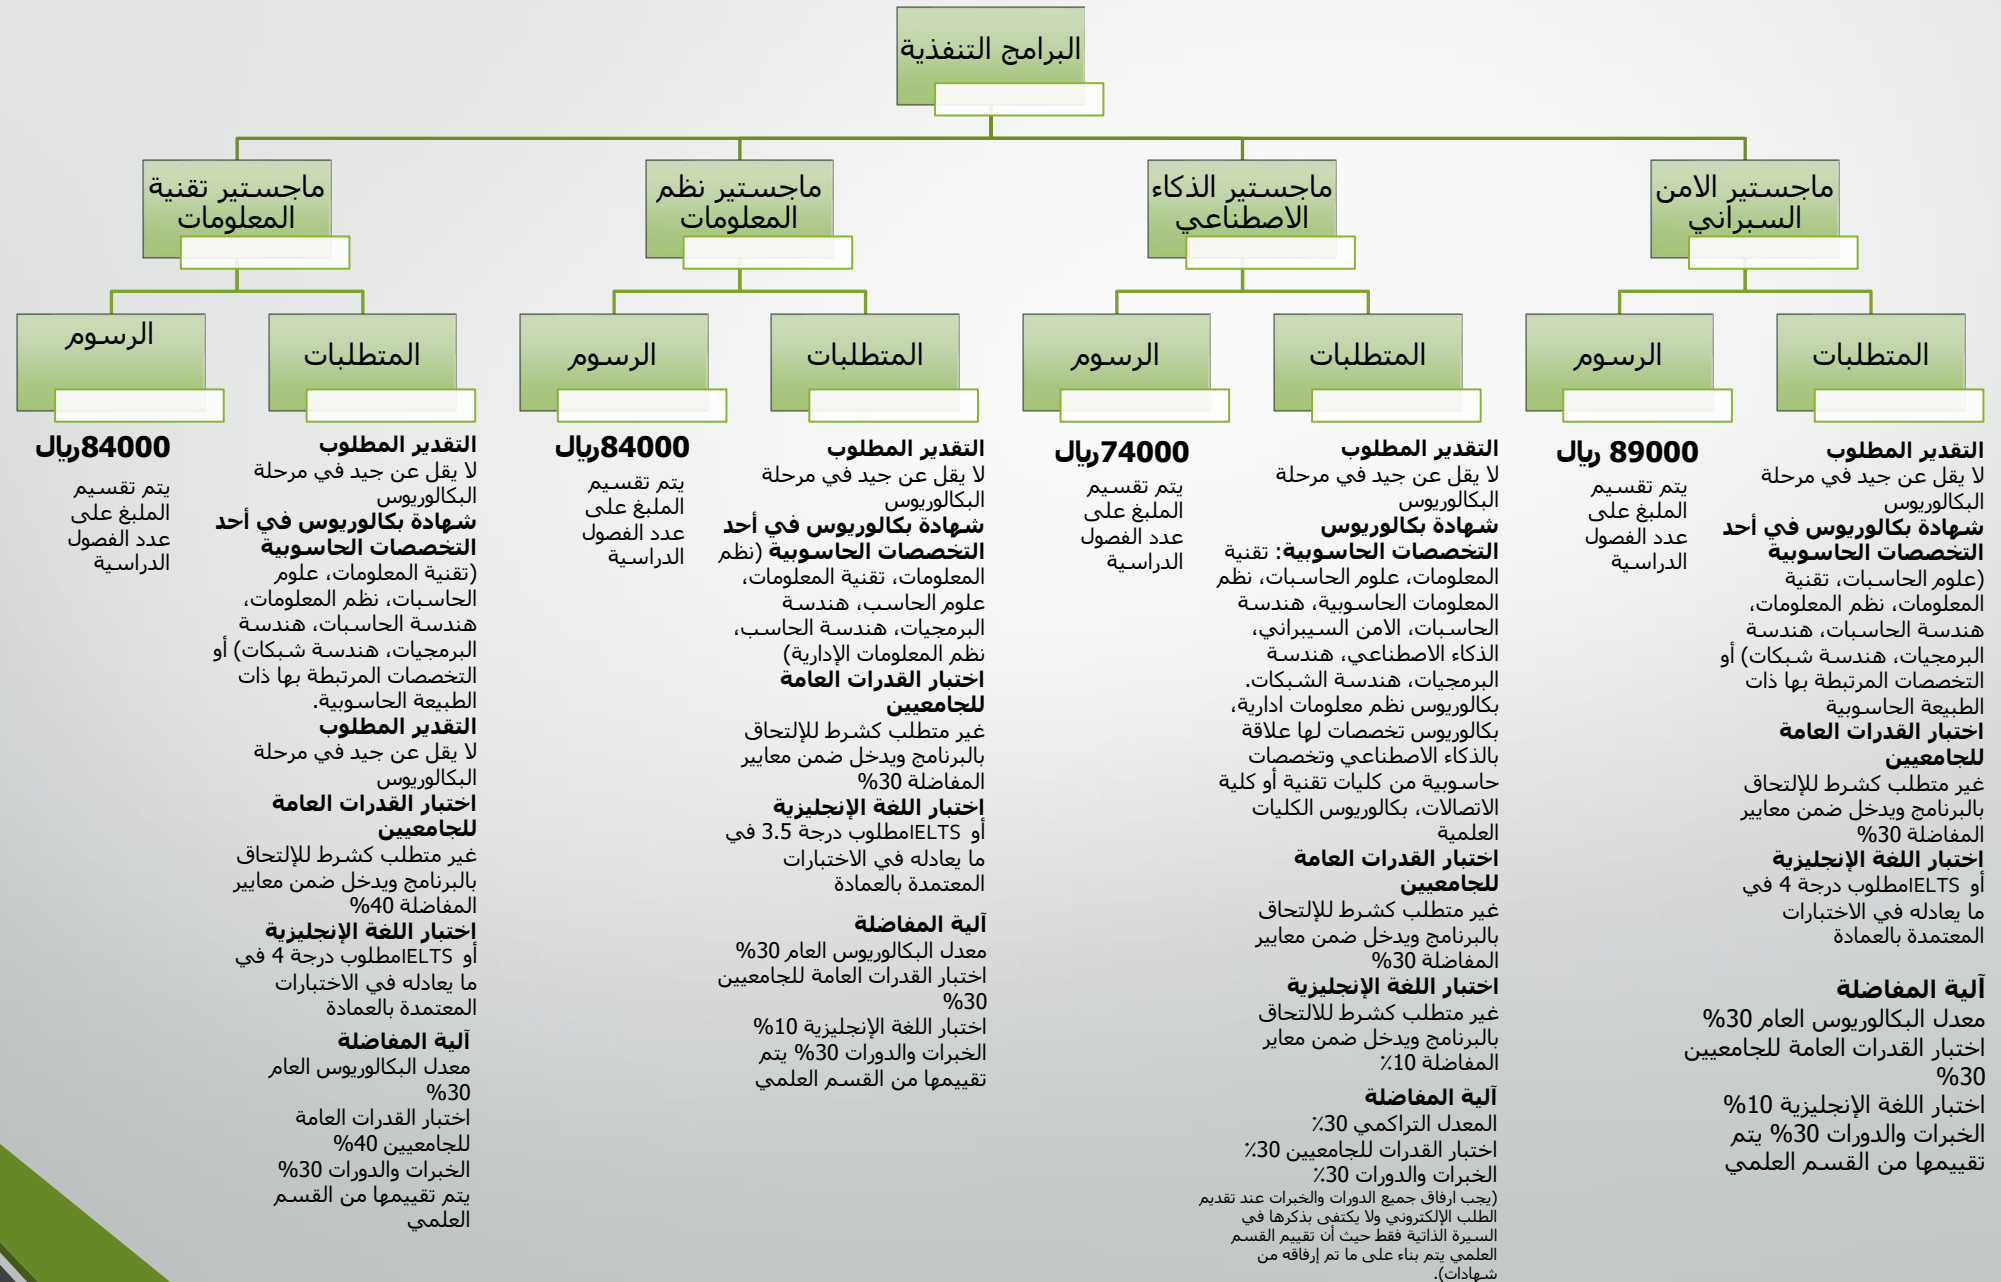 البرامج التنفذية
ماجستير الامن
السبراني
المتطلبات
التقدير المطلوب
لا يقل عن جيد في مرحلة
البكالوريوس
شهادة بكالوريوس في أحد
التخصصات الحاسوبية
(علوم الحاسبات، تقنية
المعلومات، نظم المعلومات،
هندسة الحاسبات، هندسة
البرمجيات، هندسة شبكات) أو
التخصصات المرتبطة بها ذات
الطبيعة الحاسوبية
اختبار القدرات العامة
للجامعيين
غير متطلب كشرط للإلتحاق
بالبرنامج ويدخل ضمن معايير
المفاضلة 30%
اختبار اللغة الإنجليزية
مطلوب درجة 4 في IELTS أو
ما يعادله في الاختبارات
المعتمدة بالعمادة
آلية المفاضلة
معدل البكالوريوس العام 30%
اختبار القدرات العامة للجامعيين
30%
اختبار اللغة الإنجليزية 10%
الخبرات والدورات 30% يتم
تقييمها من القسم العلمي
الرسوم
89000 ريال
يتم تقسيم
الملبغ على
عدد الفصول
الدراسية
ماجستير الذكاء
الاصطناعي
المتطلبات
التقدير المطلوب
لا يقل عن جيد في مرحلة
البكالوريوس
شهادة بكالوريوس
التخصصات الحاسوبية: تقنية
المعلومات، علوم الحاسبات، نظم
المعلومات الحاسوبية، هندسة
الحاسبات، الامن السيبراني،
الذكاء الاصطناعي، هندسة
البرمجيات، هندسة الشبكات.
بكالوريوس نظم معلومات ادارية،
بكالوريوس تخصصات لها علاقة
بالذكاء الاصطناعي وتخصصات
حاسوبية من كليات تقنية أو كلية
الاتصالات، بكالوريوس الكليات
العلمية
اختبار القدرات العامة
للجامعيين
غير متطلب كشرط للإلتحاق
بالبرنامج ويدخل ضمن معايير
المفاضلة 30%
اختبار اللغة الإنجليزية
غير متطلب كشرط للالتحاق
بالبرنامج ويدخل ضمن معاير
المفاضلة 10٪
آلية المفاضلة
المعدل التراكمي 30٪
اختبار القدرات للجامعيين 30٪
الخبرات والدورات 30٪
(يجب ارفاق جميع الدورات والخبرات عند تقديم
الطلب الإلكتروني ولا يكتفى بذكرها في
السيرة الذاتية فقط حيث أن تقييم القسم
العلمي يتم بناء على ما تم إرفاقه من
شهادات).
الرسوم
74000ريال
يتم تقسيم
الملبغ على
عدد الفصول
الدراسية
ماجستير نظم
المعلومات
المتطلبات
التقدير المطلوب
لا يقل عن جيد في مرحلة
البكالوريوس
شهادة بكالوريوس في أحد
التخصصات الحاسوبية (نظم
المعلومات، تقنية المعلومات،
علوم الحاسب، هندسة
البرمجيات، هندسة الحاسب،
نظم المعلومات الإدارية)
اختبار القدرات العامة
للجامعيين
غير متطلب كشرط للإلتحاق
بالبرنامج ويدخل ضمن معايير
المفاضلة 30%
اختبار اللغة الإنجليزية
مطلوب درجة 3.5 في IELTS أو
ما يعادله في الاختبارات
المعتمدة بالعمادة
آلية المفاضلة
معدل البكالوريوس العام 30%
اختبار القدرات العامة للجامعيين
30%
اختبار اللغة الإنجليزية 10%
الخبرات والدورات 30% يتم
تقييمها من القسم العلمي
الرسوم
84000ريال
يتم تقسيم
الملبغ على
عدد الفصول
الدراسية
ماجستير تقنية
المعلومات
المتطلبات
التقدير المطلوب
لا يقل عن جيد في مرحلة
البكالوريوس
شهادة بكالوريوس في أحد
التخصصات الحاسوبية
(تقنية المعلومات، علوم
الحاسبات، نظم المعلومات،
هندسة الحاسبات، هندسة
البرمجيات، هندسة شبكات) أو
التخصصات المرتبطة بها ذات
الطبيعة الحاسوبية.
التقدير المطلوب
لا يقل عن جيد في مرحلة
البكالوريوس
اختبار القدرات العامة
للجامعيين
غير متطلب كشرط للإلتحاق
بالبرنامج ويدخل ضمن معايير
المفاضلة 40%
اختبار اللغة الإنجليزية
مطلوب درجة 4 في IELTS أو
ما يعادله في الاختبارات
المعتمدة بالعمادة
آلية المفاضلة
معدل البكالوريوس العام
30%
اختبار القدرات العامة
للجامعيين 40%
الخبرات والدورات 30%
يتم تقييمها من القسم
العلمي
الرسوم
84000ريال
يتم تقسيم
الملبغ على
عدد الفصول
الدراسية